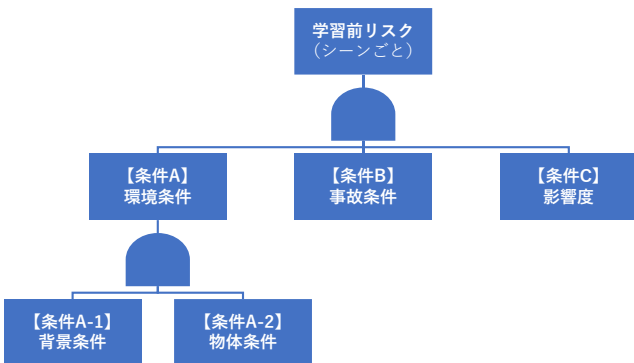 学習前リスク
（シーンごと）
【条件A】
環境条件
【条件B】
事故条件
【条件C】
影響度
【条件A-1】
背景条件
【条件A-2】
物体条件